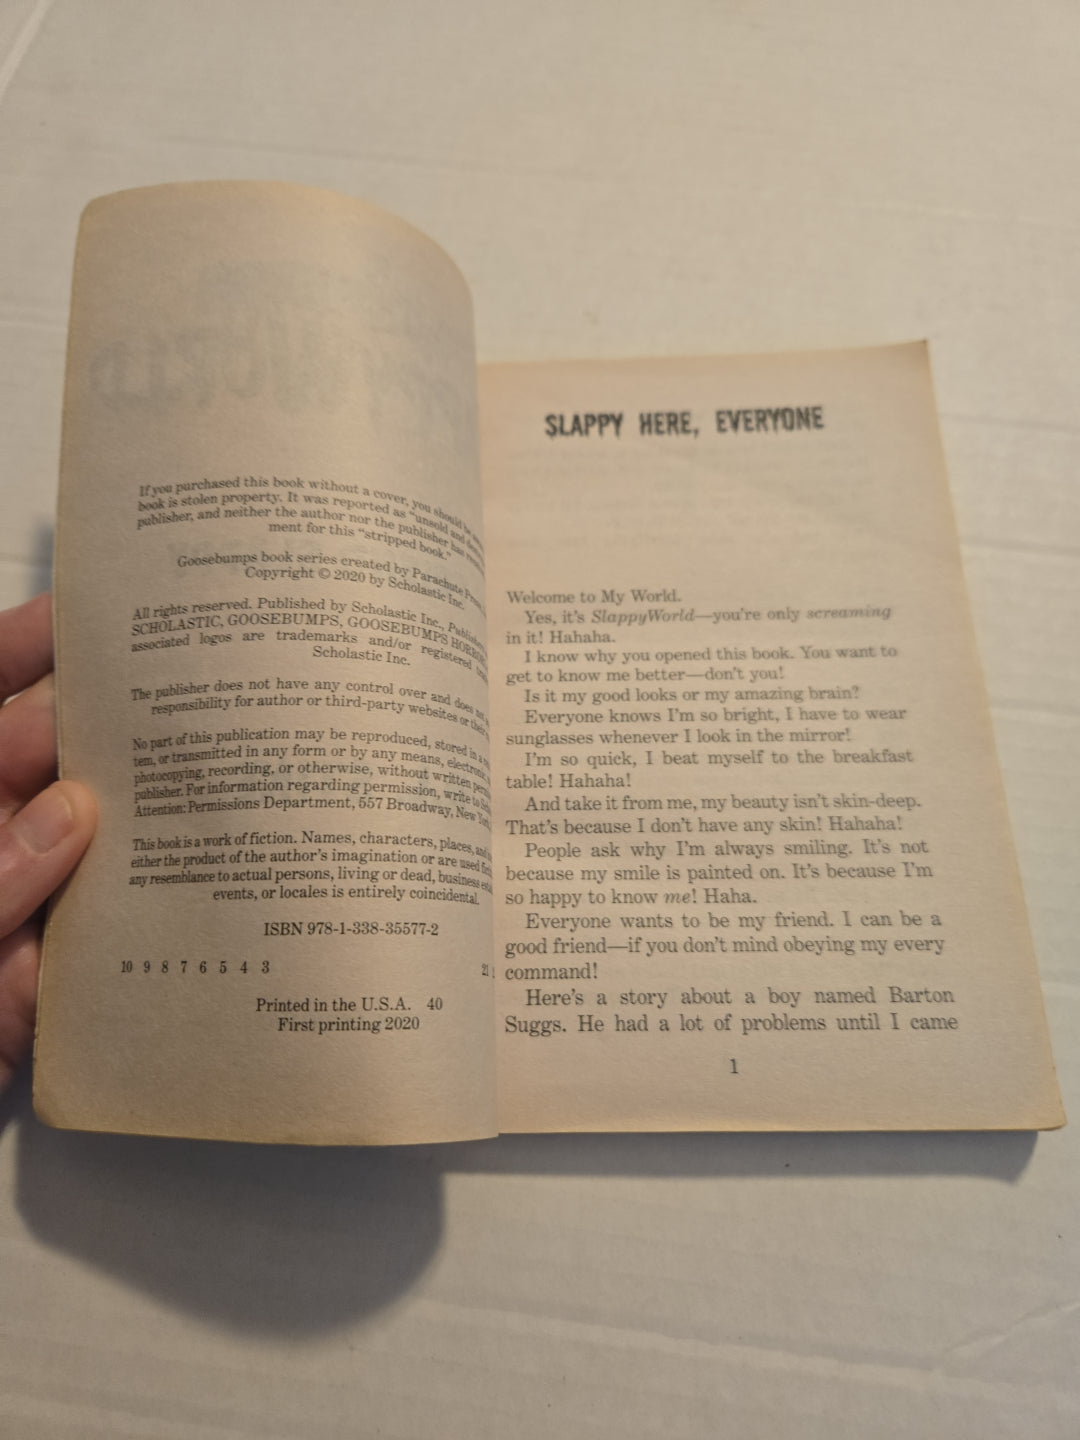 If you purchased this book without a cover, you should be
book is stolen property. It was reported as "unsold and
publisher, and neither the author nor the publisher has
ment for this "stripped book."
Goosebumps book series created by Parachute
Copyright © 2020 by Scholastic Inc.
All rights reserved. Published by Scholastic Inc.,
SCHOLASTIC, GOOSEBUMPS, GOOSEBUMPS
associated logos are trademarks and/or registered
Scholastic Inc.
The publisher does not have any control over and does
responsibility for author or third-party websites or their
No part of this publication may be reproduced, stored in a
tem, or transmitted in any form or by any means, electronic,
photocopying, recording, or otherwise, without written
publisher. For information regarding permission, write to
Attention: Permissions Department, 557 Broadway, New
This book is a work of fiction. Names, characters, places,
either the product of the author's imagination or are used
any resemblance to actual persons, living or dead, business
events, or locales is entirely coincidental.
ISBN 978-1-338-35577-2
10 9 8 7 6 5 4 3 21
Printed in the U.S.A. 40
First printing 2020
SLAPPY HERE, EVERYONE
Welcome to My World.
Yes, it's SlappyWorld—you're only screaming
in it! Hahaha.
I know why you opened this book. You want to
get to know me better—don't you!
Is it my good looks or my amazing brain?
Everyone knows I'm so bright, I have to wear
sunglasses whenever I look in the mirror!
I'm so quick, I beat myself to the breakfast
table! Hahaha!
And take it from me, my beauty isn't skin-deep.
That's because I don't have any skin! Hahaha!
People ask why I'm always smiling. It's not
because my smile is painted on. It's because I'm
so happy to know me! Haha.
Everyone wants to be my friend. I can be a
good friend—if you don't mind obeying my every
command!
Here's a story about a boy named Barton
Suggs. He had a lot of problems until I came
1